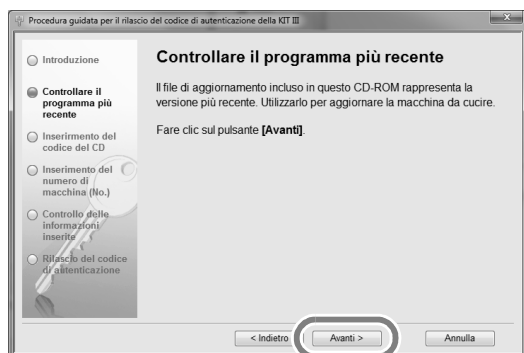 Procedura guidata per il rilascio del codice di autenticazione della KIT III
Introduzione
Controllare il
programma più
recente
Inserimento del
codice del CD
Inserimento del
numero di
macchina (No.)
Controllo delle
informazioni
inserite
Rilascio del codice
di autenticazione
Controllare il programma più recente
Il file di aggiornamento incluso in questo CD-ROM rappresenta la
versione più recente. Utilizzarlo per aggiornare la macchina da cucire.
Fare clic sul pulsante [Avanti].
< Indietro
Avanti >
Annulla